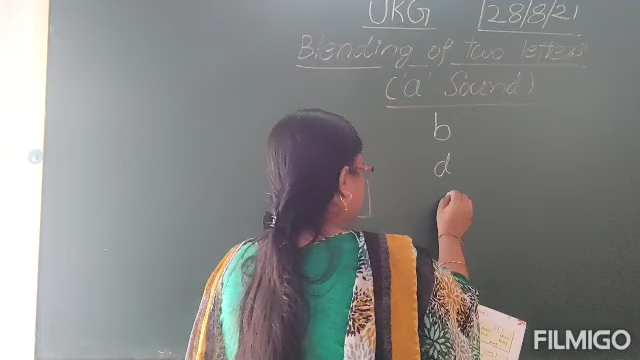 UKG
28/8/21
Blending of two letters
('a' Sound)
b
d
FILMIGO